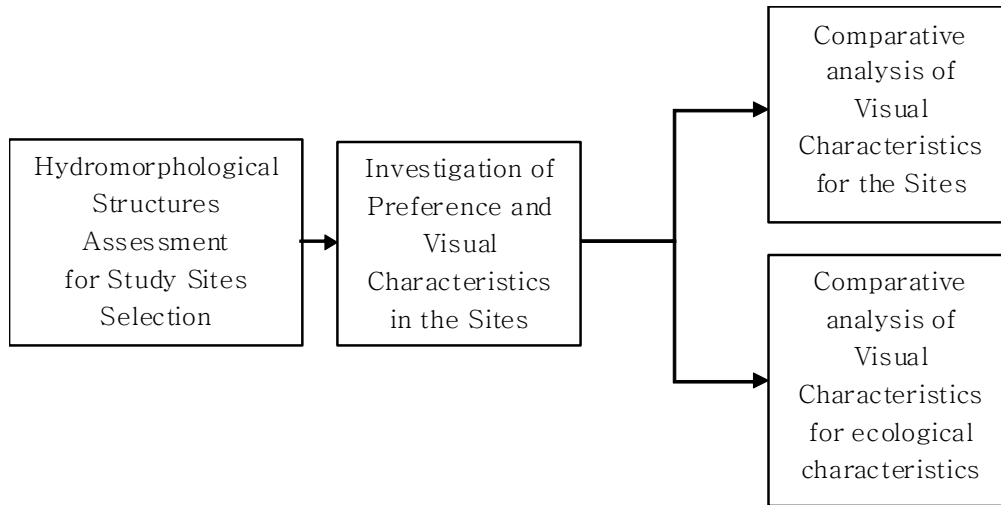 Hydromorphological
Structures
Assessment
for Study Sites
Selection
Investigation of
Preference and
Visual
Characteristics
in the Sites
Comparative
analysis of
Visual
Characteristics
for the Sites
Comparative
analysis of
Visual
Characteristics
for ecological
characteristics